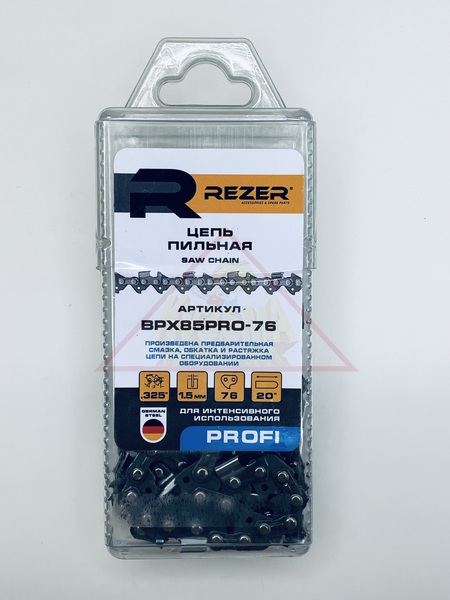 REZER®
ACCESSORIES & SPARE PARTS
ЦЕПЬ
ПИЛЬНАЯ
SAW CHAIN
АРТИКУЛ
BPX85PRO-76
ПРОИЗВЕДЕНА ПРЕДВАРИТЕЛЬНАЯ
СМАЗКА, ОБКАТКА И РАСТЯЖКА
ЦЕПИ НА СПЕЦИАЛИЗИРОВАННОМ
ОБОРУДОВАНИИ
.325" 1.5 мм 76 20"
GERMAN
STEEL
ДЛЯ ИНТЕНСИВНОГО
ИСПОЛЬЗОВАНИЯ
PROFI